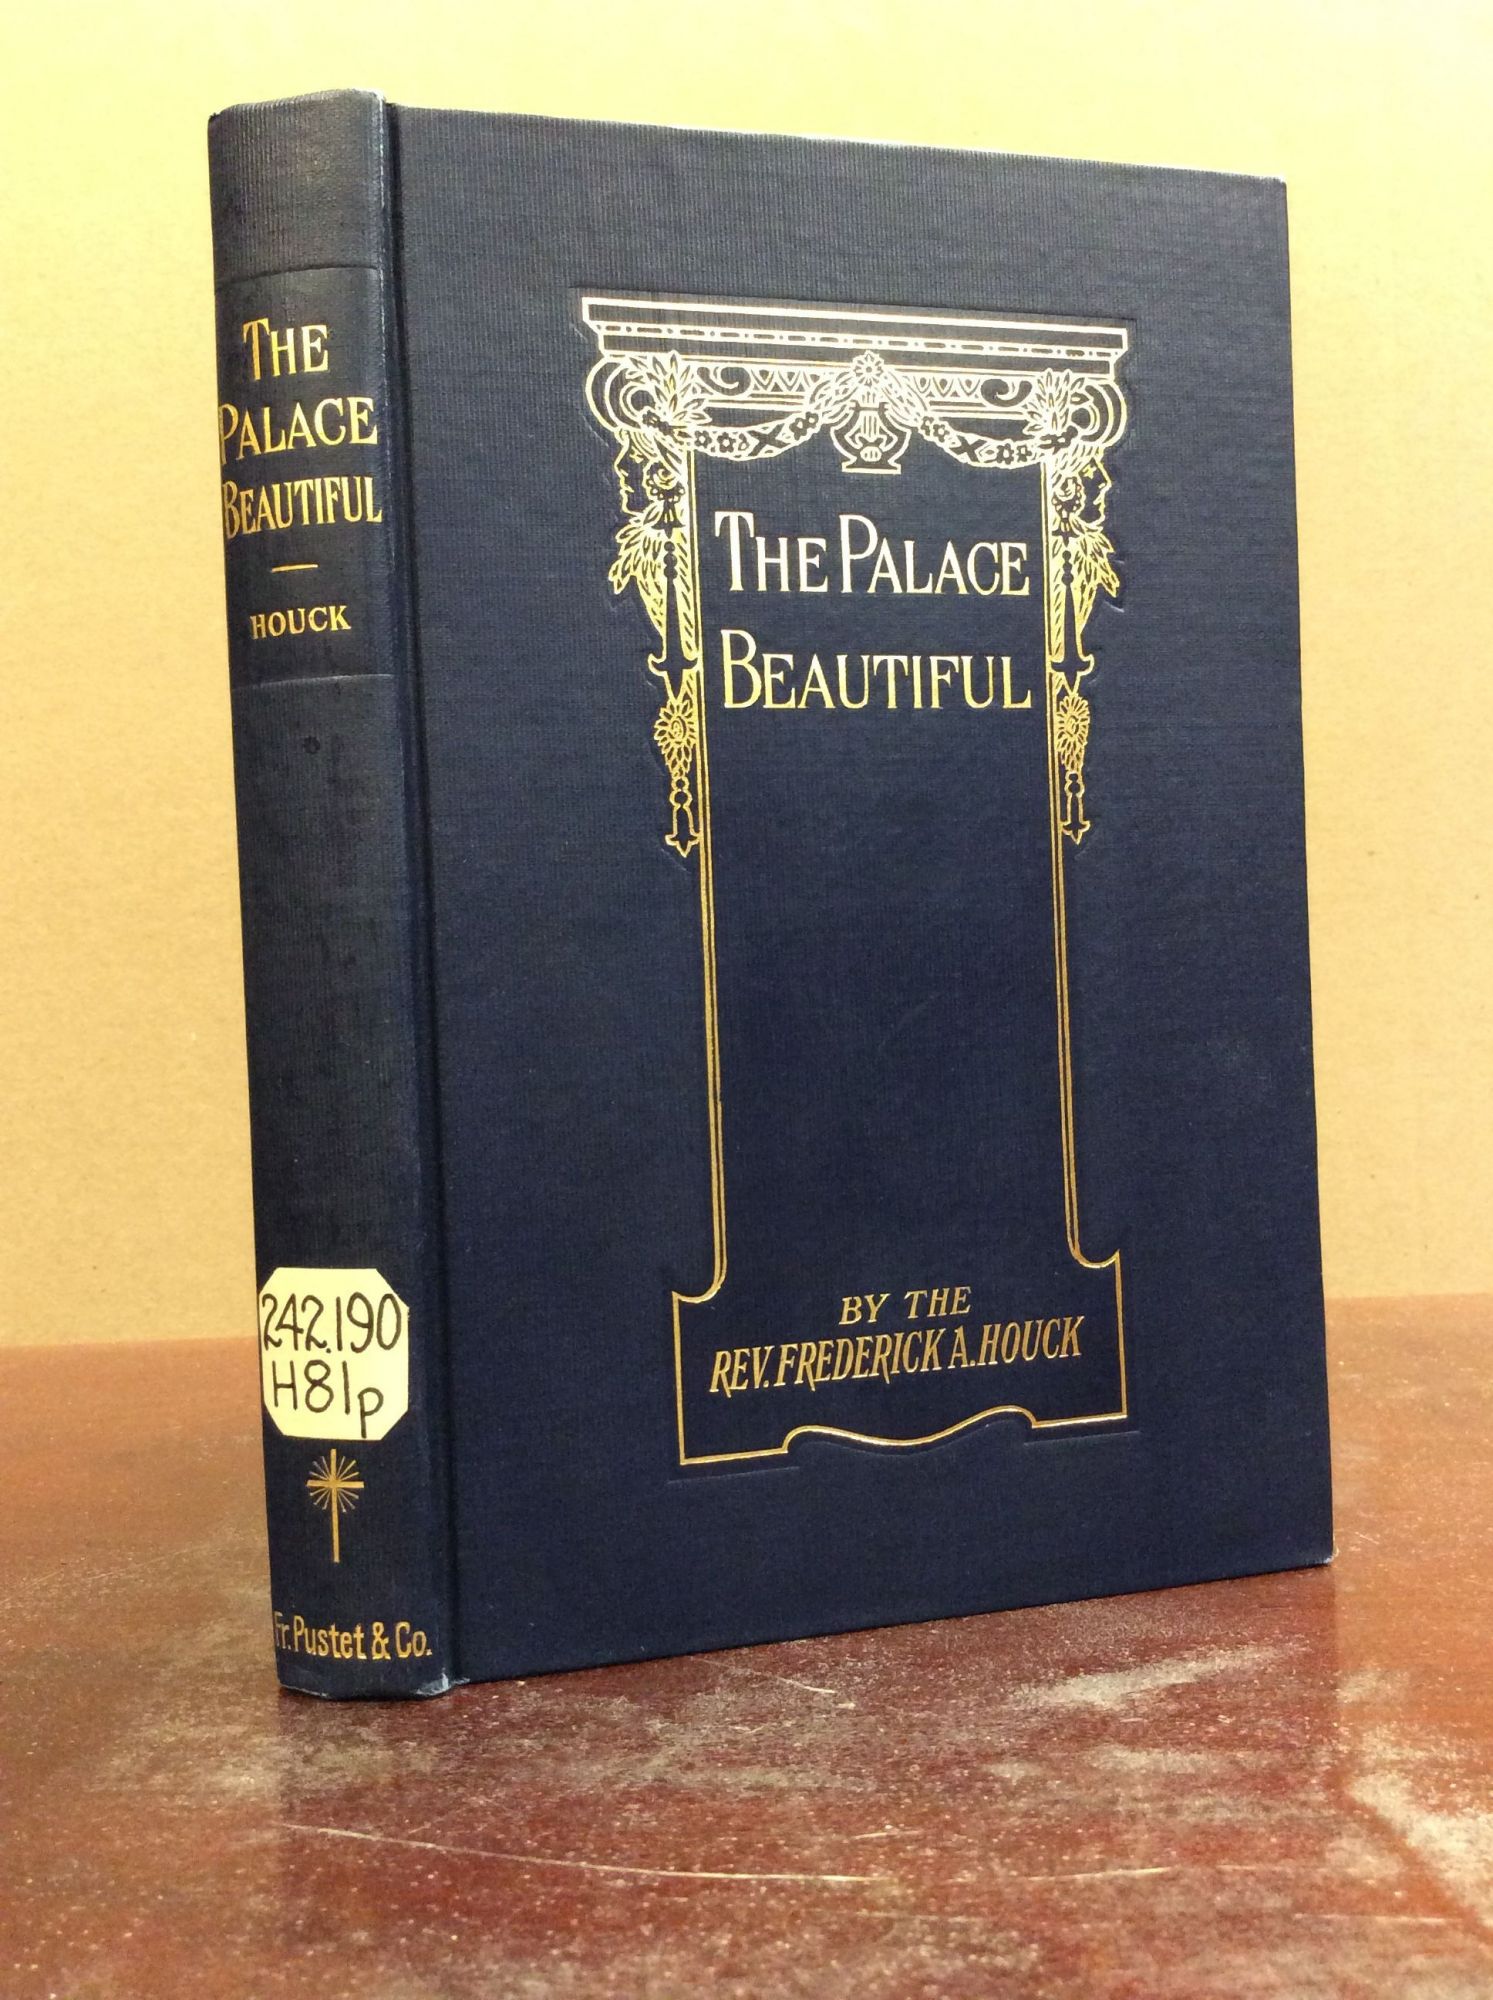 THE
PALACE
BEAUTIFUL
HOUCK
242.190
H81p
Fr. Pustet & Co.
THE PALACE
BEAUTIFUL
BY THE
REV. FREDERICK A. HOUCK